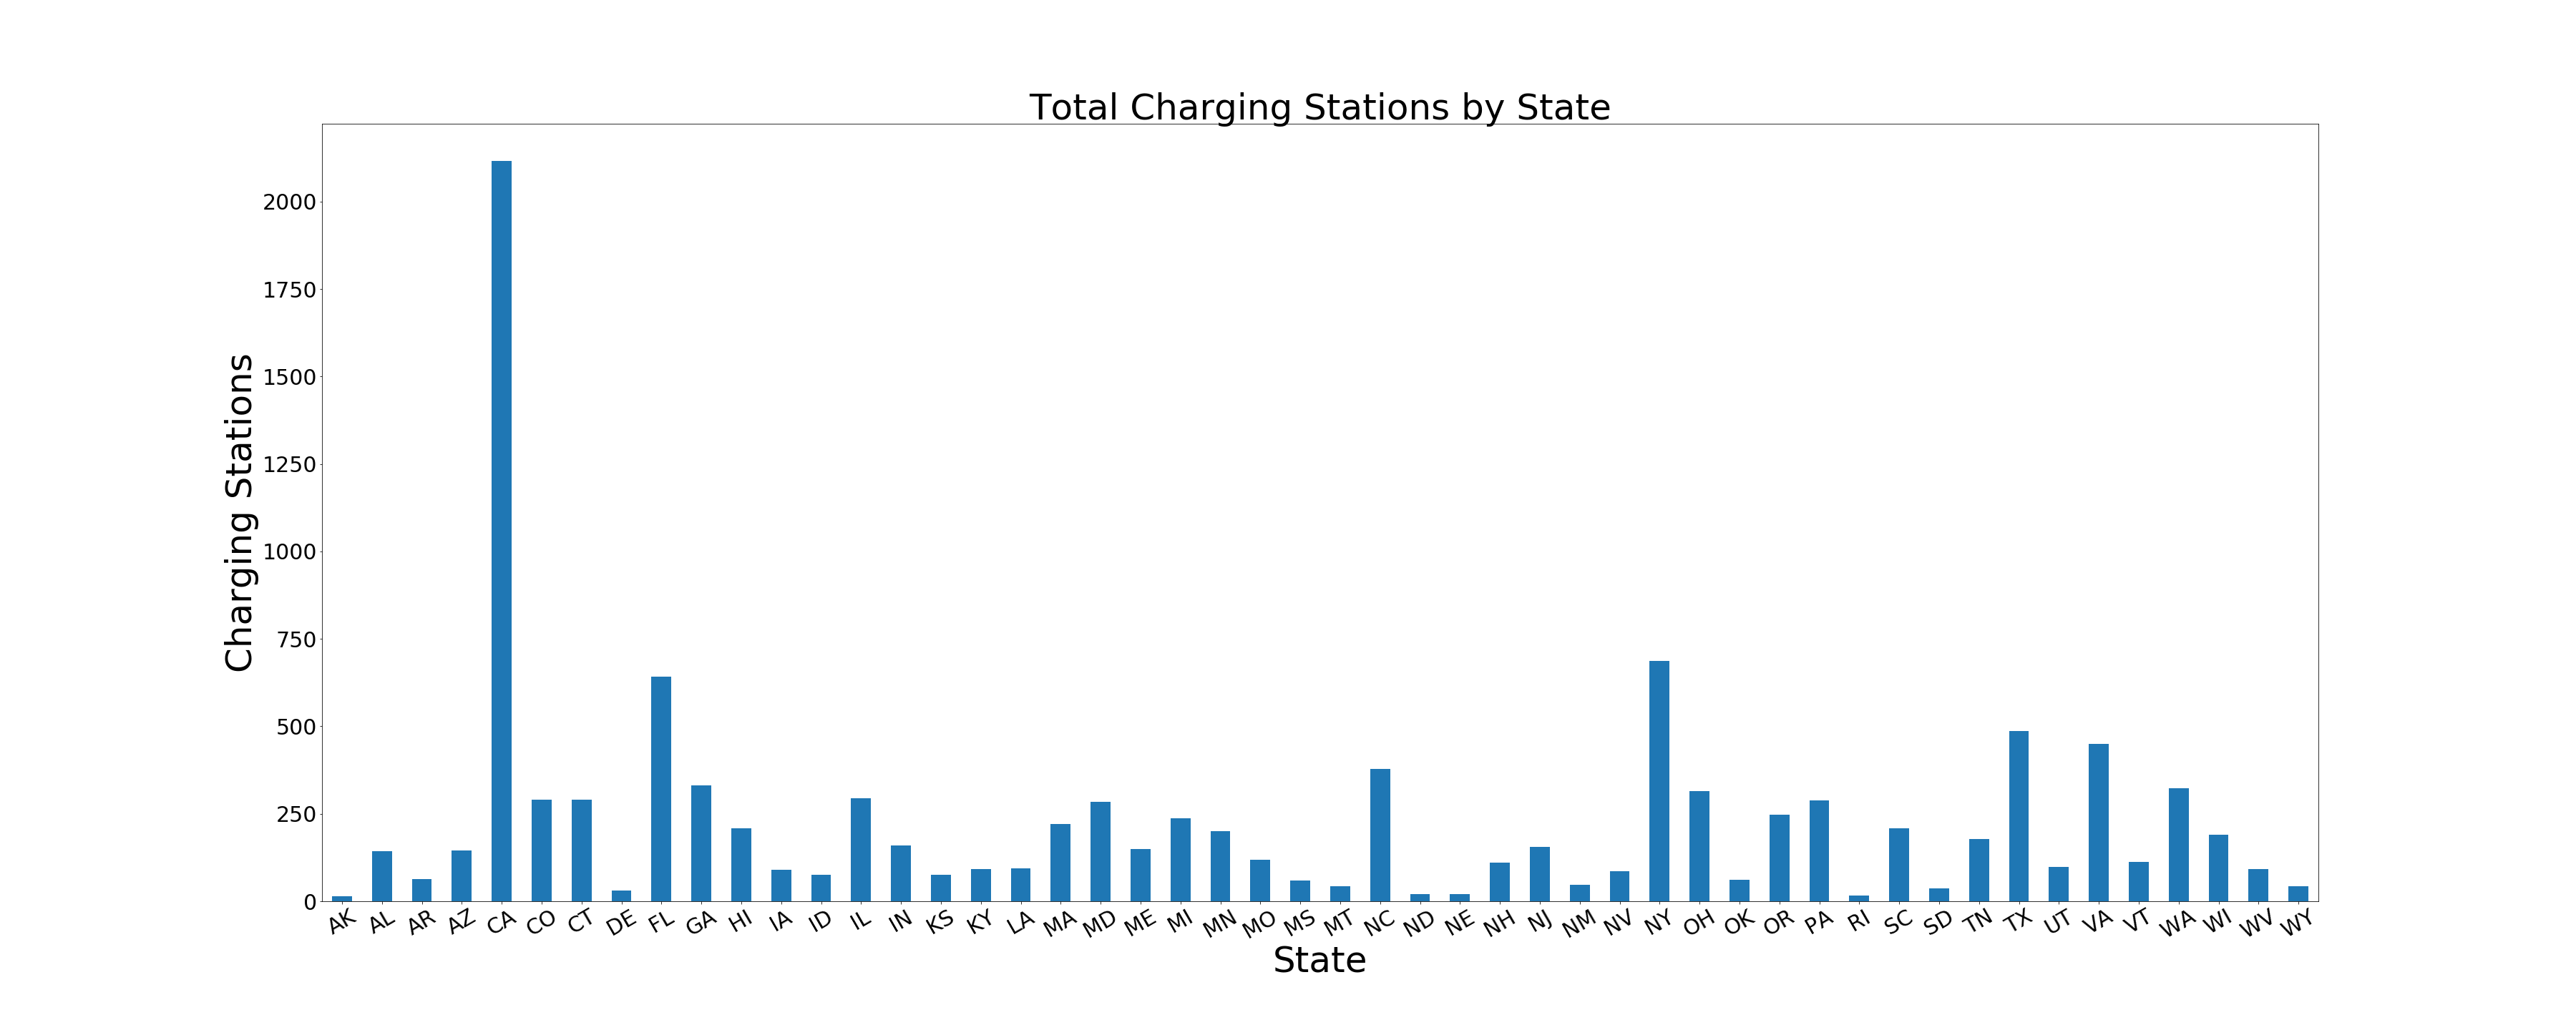 Total Charging Stations by State
Charging Stations
2000
1750
1500
1250
1000
750
500
250
0
AK AL AR AZ CA CO CT DE FL GA HI IA ID IL IN KS KY LA MA MD ME MI MN MO MS MT NC ND NE NH NJ NM NV NY OH OK OR PA RI SC SD TN TX UT VA VT WA WI WV WY
State